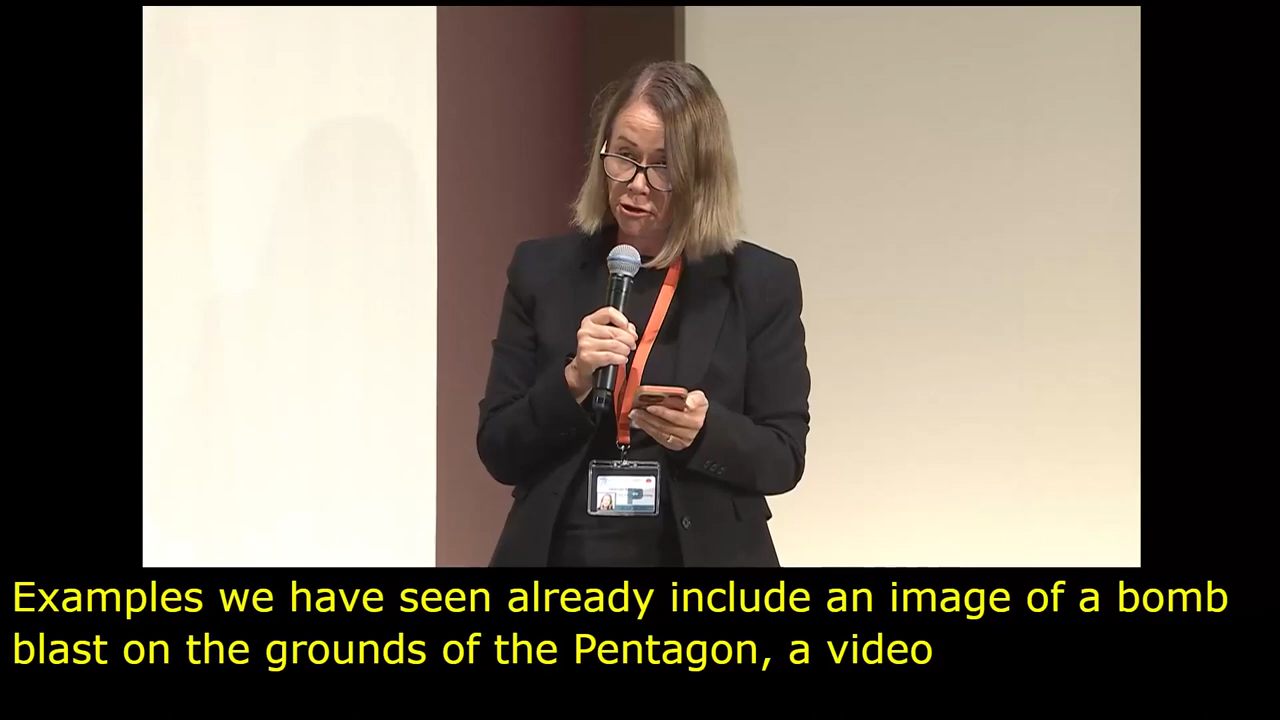 P
Examples we have seen already include an image of a bomb
blast on the grounds of the Pentagon, a video